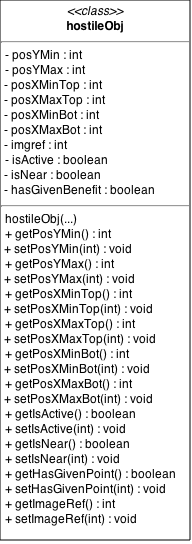 <<class>>
hostileObj
- posYMin : int
- posYMax : int
- posXMinTop : int
- posXMaxTop : int
- posXMinBot : int
- posXMaxBot : int
- imgref : int
- isActive : boolean
- isNear : boolean
- hasGivenBenefit : boolean
hostileObj(...)
+ getPosYMin() : int
+ setPosYMin(int) : void
+ getPosYMax() : int
+ setPosYMax(int) : void
+ getPosXMinTop() : int
+ setPosXMinTop(int) : void
+ getPosXMaxTop() : int
+ setPosXMaxTop(int) : void
+ getPosXMinBot() : int
+ setPosXMinBot(int) : void
+ getPosXMaxBot() : int
+ setPosXMaxBot(int) : void
+ getIsActive() : boolean
+ setIsActive(int) : void
+ getIsNear() : boolean
+ setIsNear(int) : void
+ getHasGivenPoint() : boolean
+ setHasGivenPoint(int) : void
+ getImageRef() : int
+ setImageRef(int) : void